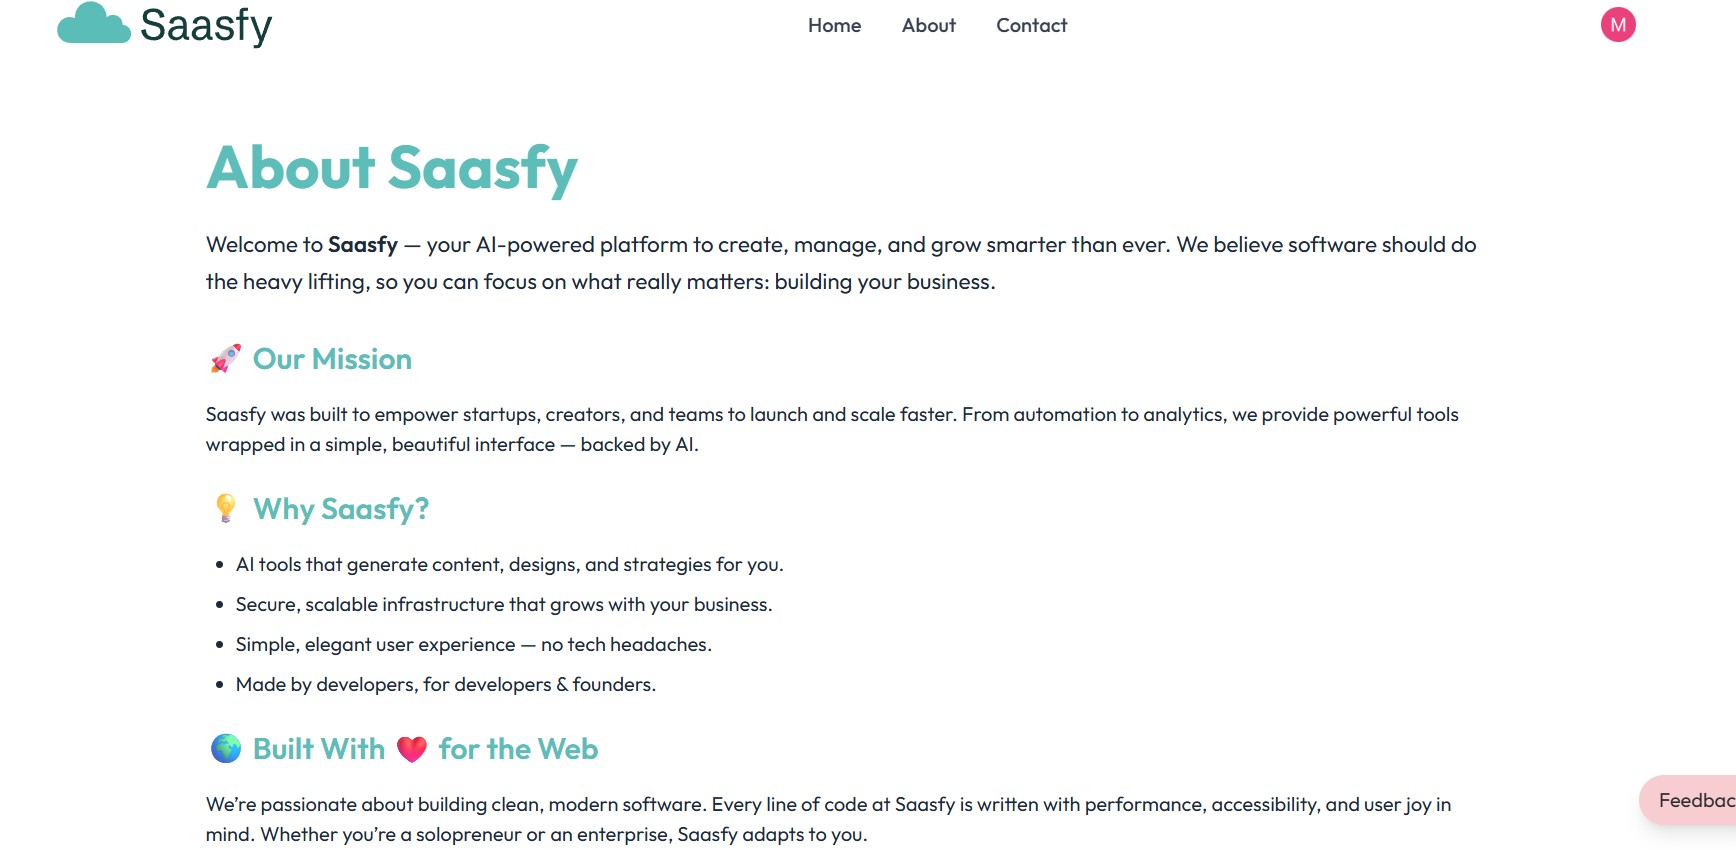 Saasfy
Home About Contact
M
About Saasfy
Welcome to Saasfy — your AI-powered platform to create, manage, and grow smarter than ever. We believe software should do
the heavy lifting, so you can focus on what really matters: building your business.
🚀 Our Mission
Saasfy was built to empower startups, creators, and teams to launch and scale faster. From automation to analytics, we provide powerful tools
wrapped in a simple, beautiful interface — backed by AI.
💡 Why Saasfy?
• AI tools that generate content, designs, and strategies for you.
• Secure, scalable infrastructure that grows with your business.
• Simple, elegant user experience — no tech headaches.
• Made by developers, for developers & founders.
🌍 Built With ❤️ for the Web
We’re passionate about building clean, modern software. Every line of code at Saasfy is written with performance, accessibility, and user joy in
mind. Whether you’re a solopreneur or an enterprise, Saasfy adapts to you.
Feedbac